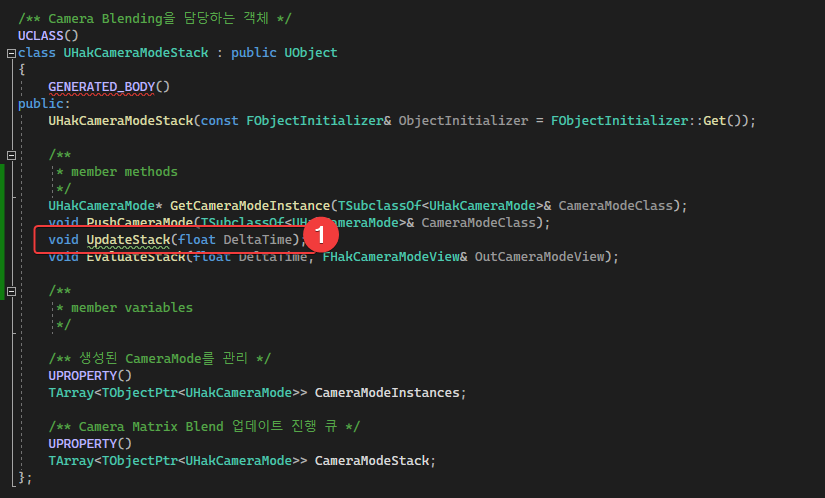 /** Camera Blending을 담당하는 객체 */
UCLASS()
class UHakCameraModeStack : public UObject
{
GENERATED_BODY()
public:
UHakCameraModeStack(const FObjectInitializer& ObjectInitializer = FObjectInitializer::Get());
/**
* member methods
*/
UHakCameraMode* GetCameraModeInstance(TSubclassOf<UHakCameraMode>& CameraModeClass);
void PushCameraMode(TSubclassOf<UHakCameraMode>& CameraModeClass);
void UpdateStack(float DeltaTime);
1
void EvaluateStack(float DeltaTime, FHakCameraModeView& OutCameraModeView);
/**
* member variables
*/
/** 생성된 CameraMode를 관리 */
UPROPERTY()
TArray<TObjectPtr<UHakCameraMode>> CameraModeInstances;
/** Camera Matrix Blend 업데이트 진행 큐 */
UPROPERTY()
TArray<TObjectPtr<UHakCameraMode>> CameraModeStack;
};